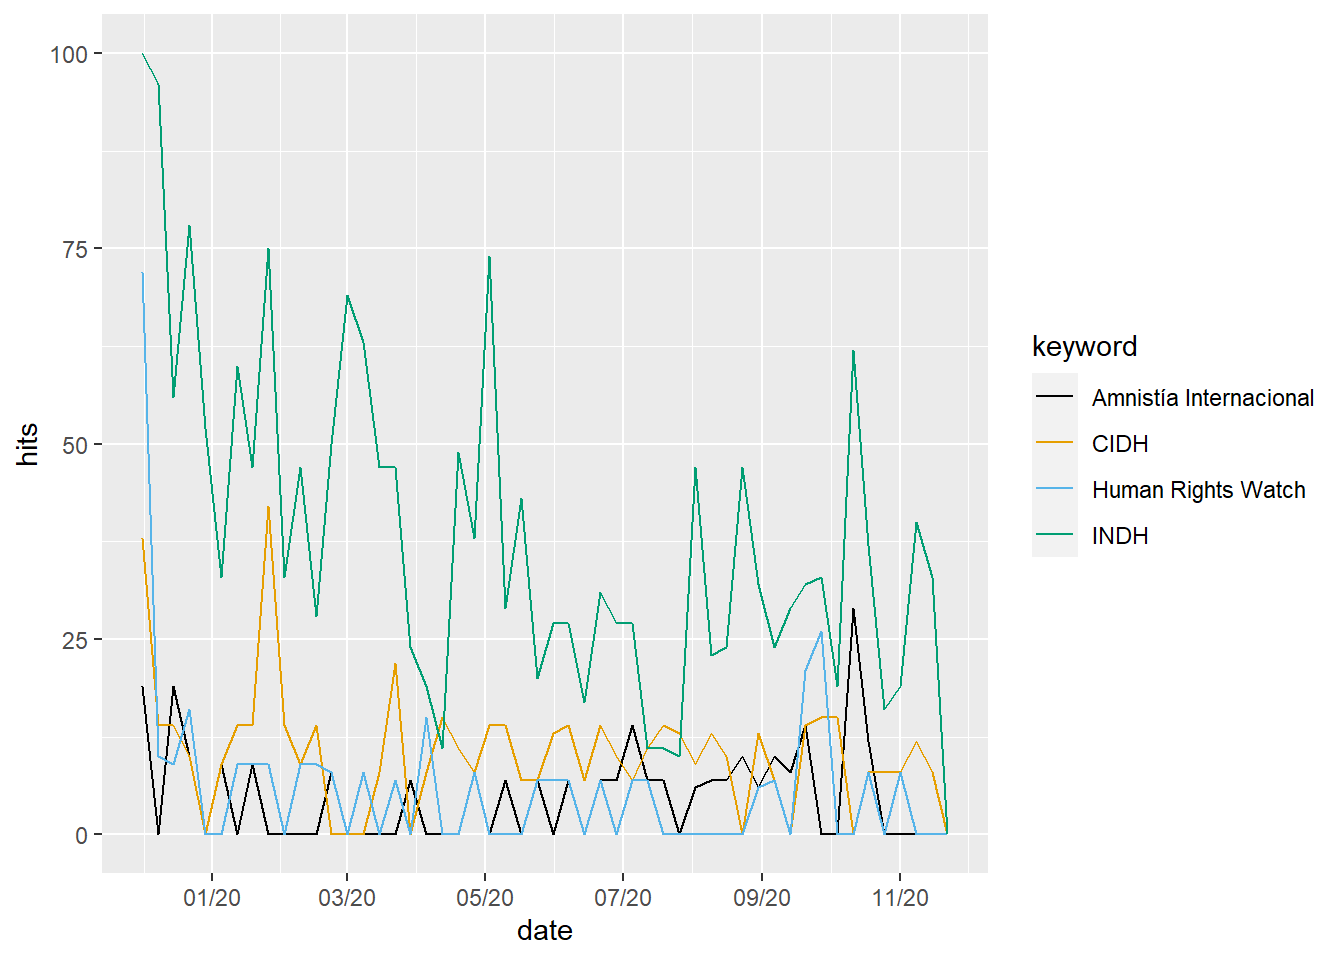 100
75
50
25
0
hits
01/20
03/20
05/20
07/20
09/20
11/20
date
keyword
Amnistía Internacional
CIDH
Human Rights Watch
INDH